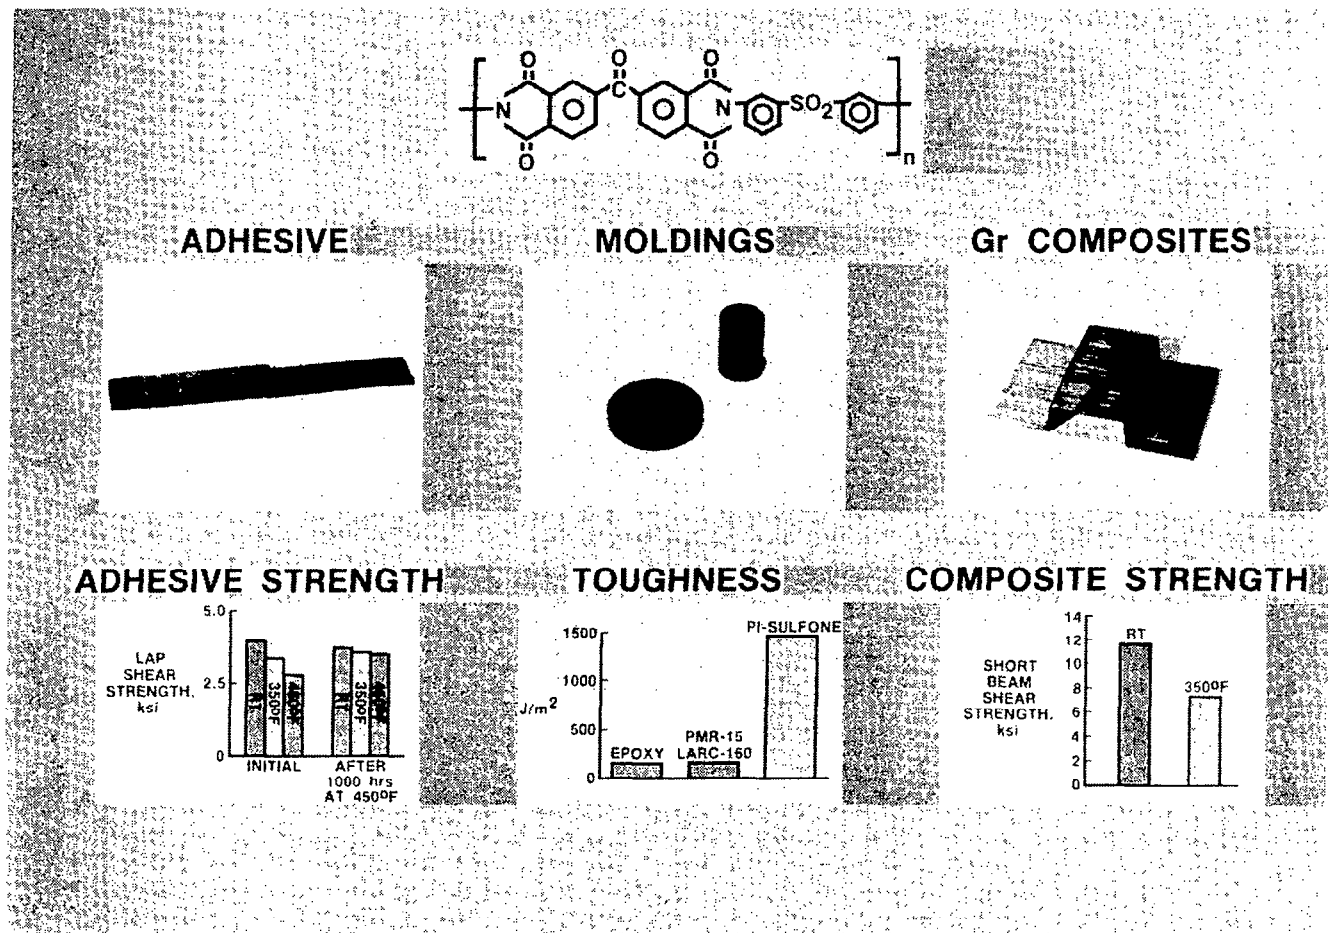 O
O
O
N
C
N
SO2
O
O
n
ADHESIVE
MOLDINGS
Gr COMPOSITES
ADHESIVE STRENGTH
5.0
2.5
0
LAP
SHEAR
STRENGTH,
ksi
RT
350°F
450°F
RT
350°F
450°F
INITIAL
AFTER
1000 hrs
AT 450°F
TOUGHNESS
1500
1000
500
0
J/m2
EPOXY
PMR-15
LARC-160
PI-SULFONE
COMPOSITE STRENGTH
14
12
10
8
6
4
2
0
SHORT
BEAM
SHEAR
STRENGTH,
ksi
RT
350°F